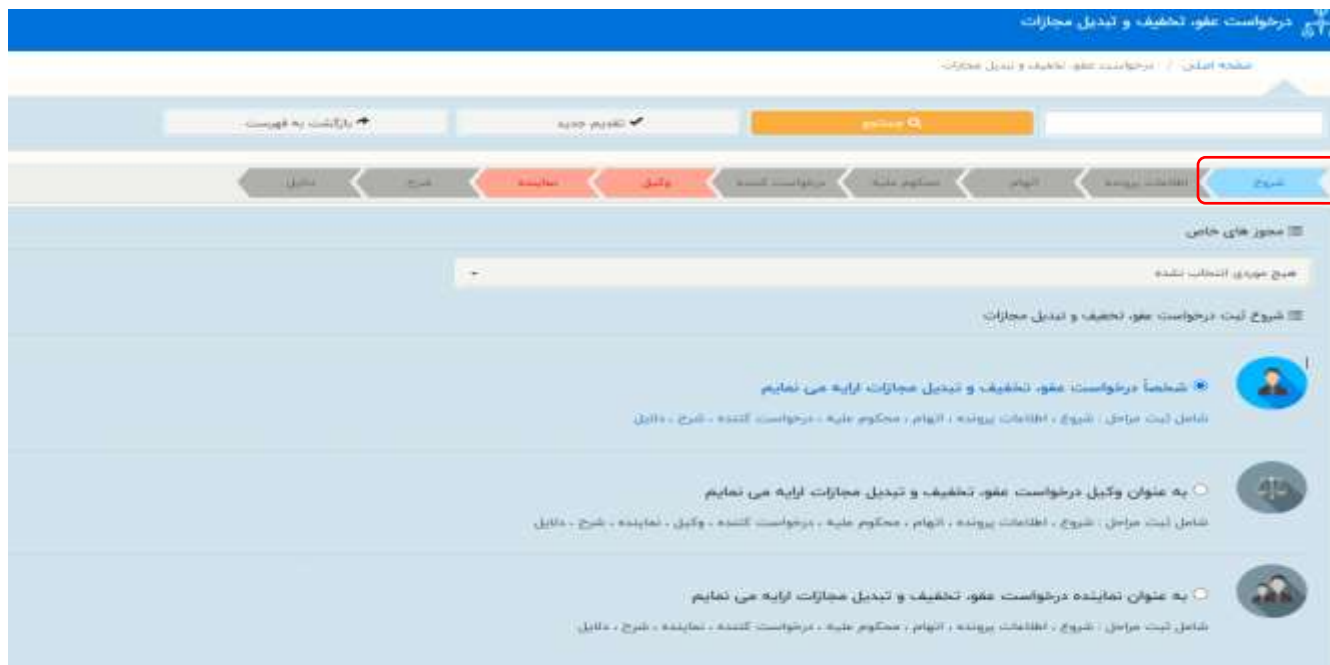 درخواست عفو، تخفیف و تبدیل مجازات
صفحه اصلی / درخواست عفو، تخفیف و تبدیل مجازات
جستجو تقدیم جدید بازگشت به فهرست
شروع اطلاعات پرونده اتهام محکوم علیه درخواست کننده وکیل نماینده شرح دلایل
مجوز های خاص
هیچ موردی انتخاب نشده
شروع ثبت درخواست عفو، تخفیف و تبدیل مجازات
شخصاً درخواست عفو، تخفیف و تبدیل مجازات ارایه می نمایم
شامل ثبت مراحل : شروع ، اطلاعات پرونده ، اتهام ، محکوم علیه ، درخواست کننده ، شرح ، دلایل
به عنوان وکیل درخواست عفو، تخفیف و تبدیل مجازات ارایه می نمایم
شامل ثبت مراحل : شروع ، اطلاعات پرونده ، اتهام ، محکوم علیه ، درخواست کننده ، وکیل ، نماینده ، شرح ، دلایل
به عنوان نماینده درخواست عفو، تخفیف و تبدیل مجازات ارایه می نمایم
شامل ثبت مراحل : شروع ، اطلاعات پرونده ، اتهام ، محکوم علیه ، درخواست کننده ، نماینده ، شرح ، دلایل